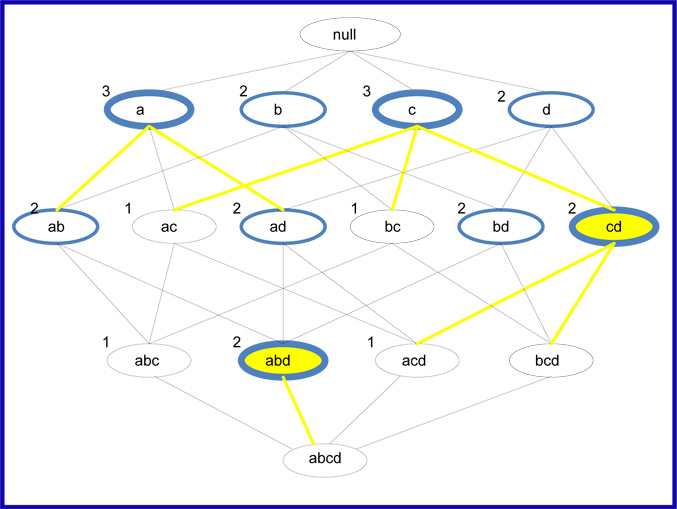 null
3 a 2 b 3 c 2 d
2 ab 1 ac 2 ad 1 bc 2 bd 2 cd
1 abc 2 abd 1 acd bcd
abcd